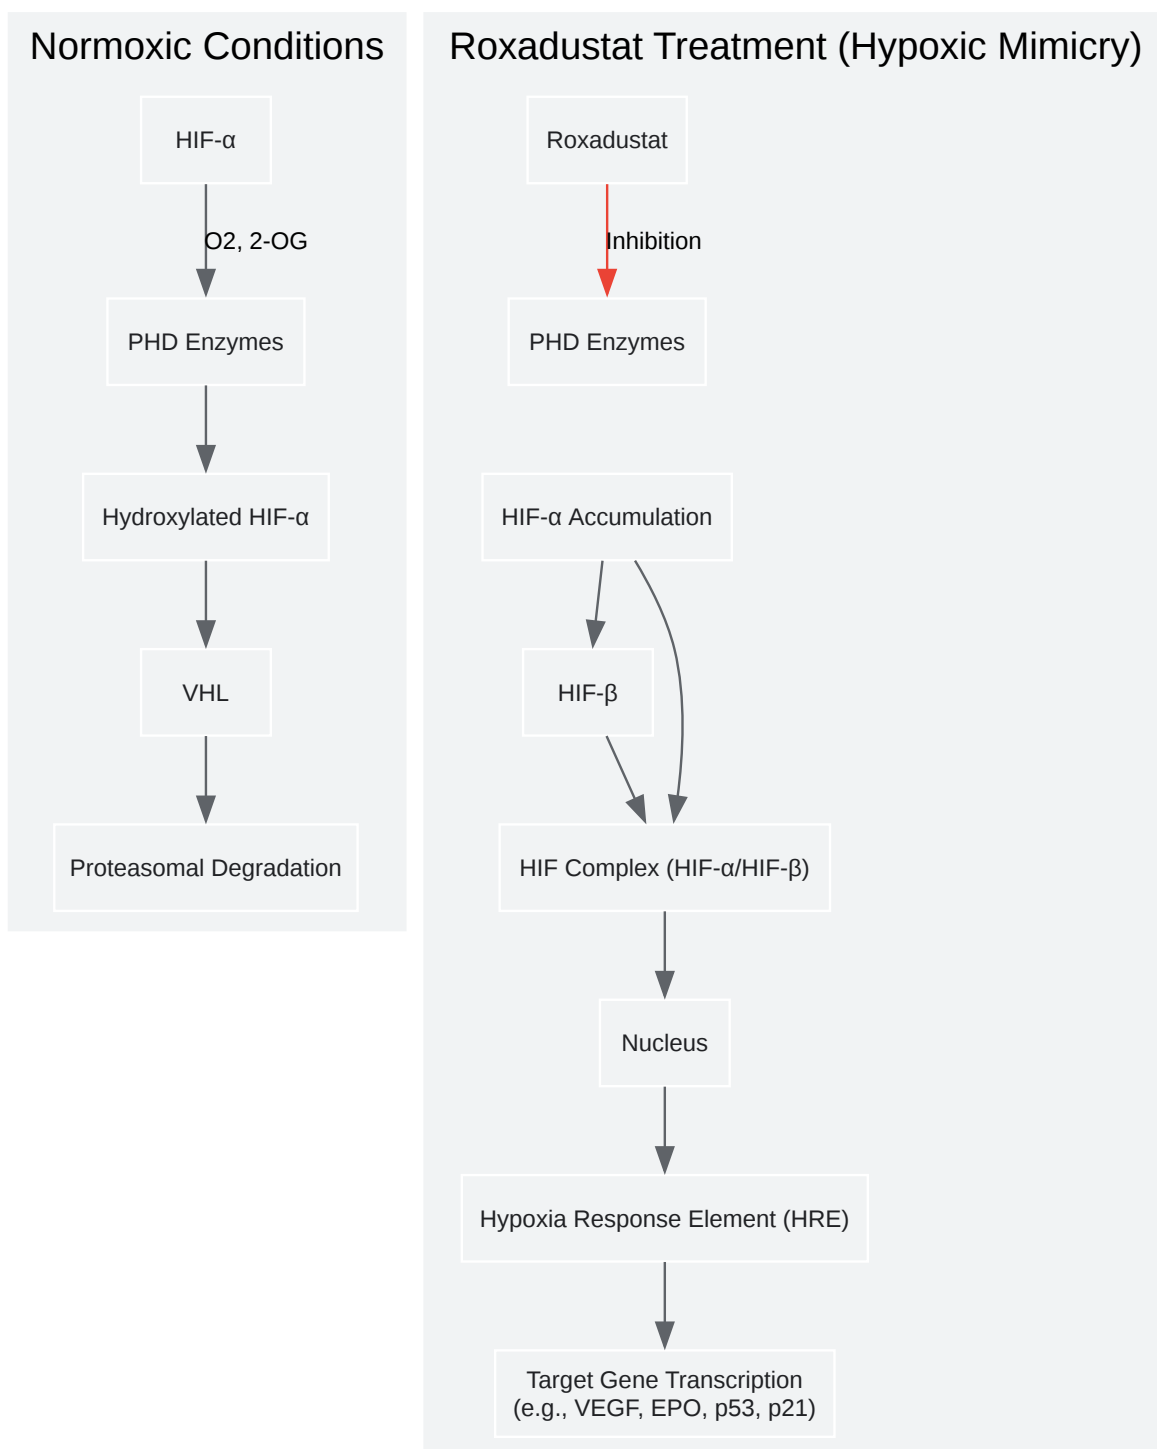 Normoxic Conditions
HIF-α
O2, 2-OG
PHD Enzymes
Hydroxylated HIF-α
VHL
Proteasomal Degradation
Roxadustat Treatment (Hypoxic Mimicry)
Roxadustat
Inhibition
PHD Enzymes
HIF-α Accumulation
HIF-β
HIF Complex (HIF-α/HIF-β)
Nucleus
Hypoxia Response Element (HRE)
Target Gene Transcription
(e.g., VEGF, EPO, p53, p21)